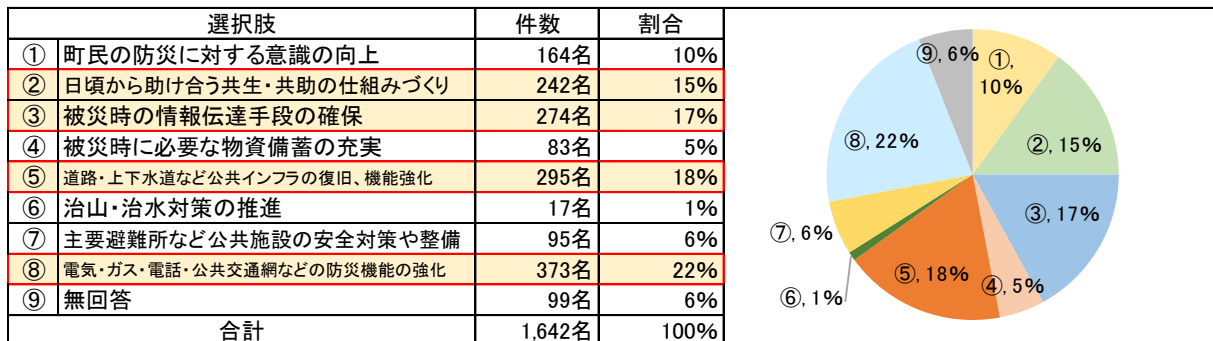 選択肢 件数 割合
① 町民の防災に対する意識の向上 164名 10%
② 日頃から助け合う共生・共助の仕組みづくり 242名 15%
③ 被災時の情報伝達手段の確保 274名 17%
④ 被災時に必要な物資備蓄の充実 83名 5%
⑤ 道路・上下水道など公共インフラの復旧、機能強化 295名 18%
⑥ 治山・治水対策の推進 17名 1%
⑦ 主要避難所など公共施設の安全対策や整備 95名 6%
⑧ 電気・ガス・電話・公共交通網などの防災機能の強化 373名 22%
⑨ 無回答 99名 6%
合計 1,642名 100%
①, 10%
②, 15%
③, 17%
④, 5%
⑤, 18%
⑥, 1%
⑦, 6%
⑧, 22%
⑨, 6%